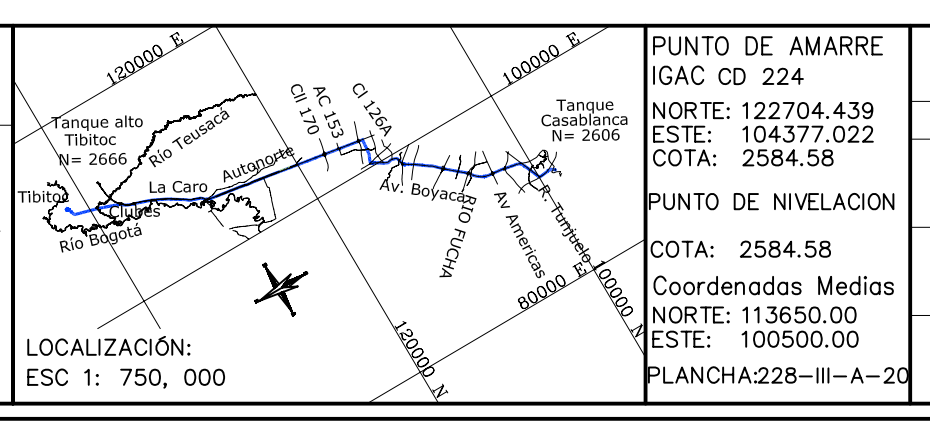 120000 E
100000 E
Tanque alto
Tibitoc
N= 2666
Río Teusacá
Cll 170
AC 153
Cl 126A
Tanque
Casablanca
N= 2606
Autonorte
La Caro
Tibitoc
Clubes
Río Bogotá
Av. Boyaca
RIO FUCHA
Av Americas
R. Tunjuelo
80000 E
100000 N
120000 N
LOCALIZACIÓN:
ESC 1: 750, 000
PUNTO DE AMARRE
IGAC CD 224
NORTE: 122704.439
ESTE: 104377.022
COTA: 2584.58
PUNTO DE NIVELACION
COTA: 2584.58
Coordenadas Medias
NORTE: 113650.00
ESTE: 100500.00
PLANCHA:228-III-A-20